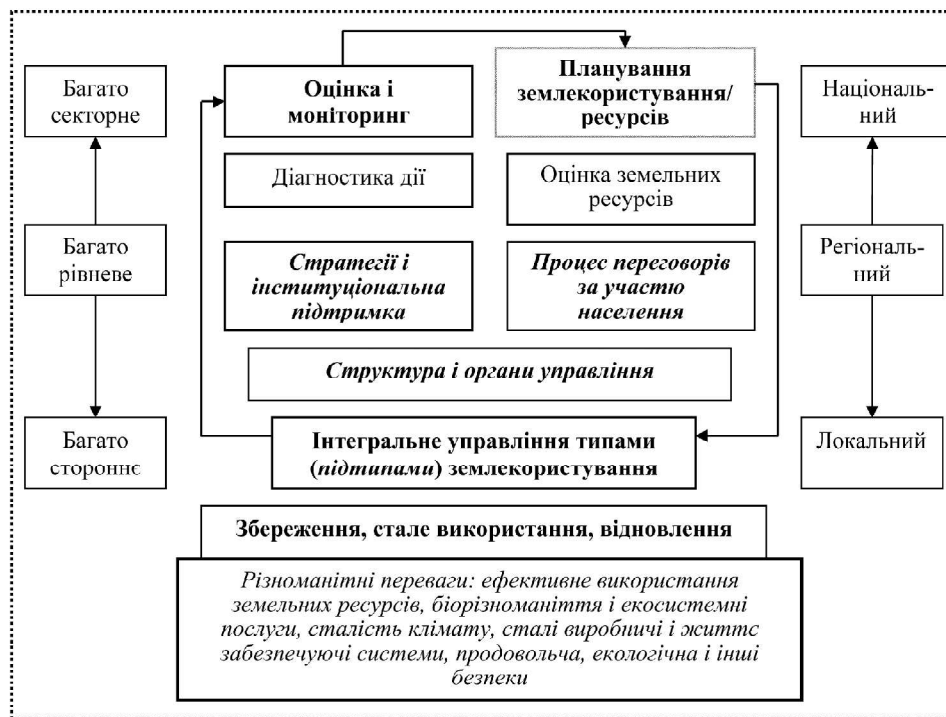 Багато
секторне
Багато
рівневе
Багато
стороннє
Оцінка і
моніторинг
Планування
землекористування/
ресурсів
Діагностика дії
Оцінка земельних
ресурсів
Стратегії і
інституціональна
підтримка
Процес переговорів
за участю
населення
Структура і органи управління
Інтегральне управління типами
(підтипами) землекористування
Національ-
ний
Регіональ-
ний
Локальний
Збереження, стале використання, відновлення
Різноманітні переваги: ефективне використання
земельних ресурсів, біорізноманіття і екосистемні
послуги, сталість клімату, сталі виробничі і життє
забезпечуючі системи, продовольча, екологічна і інші
безпеки